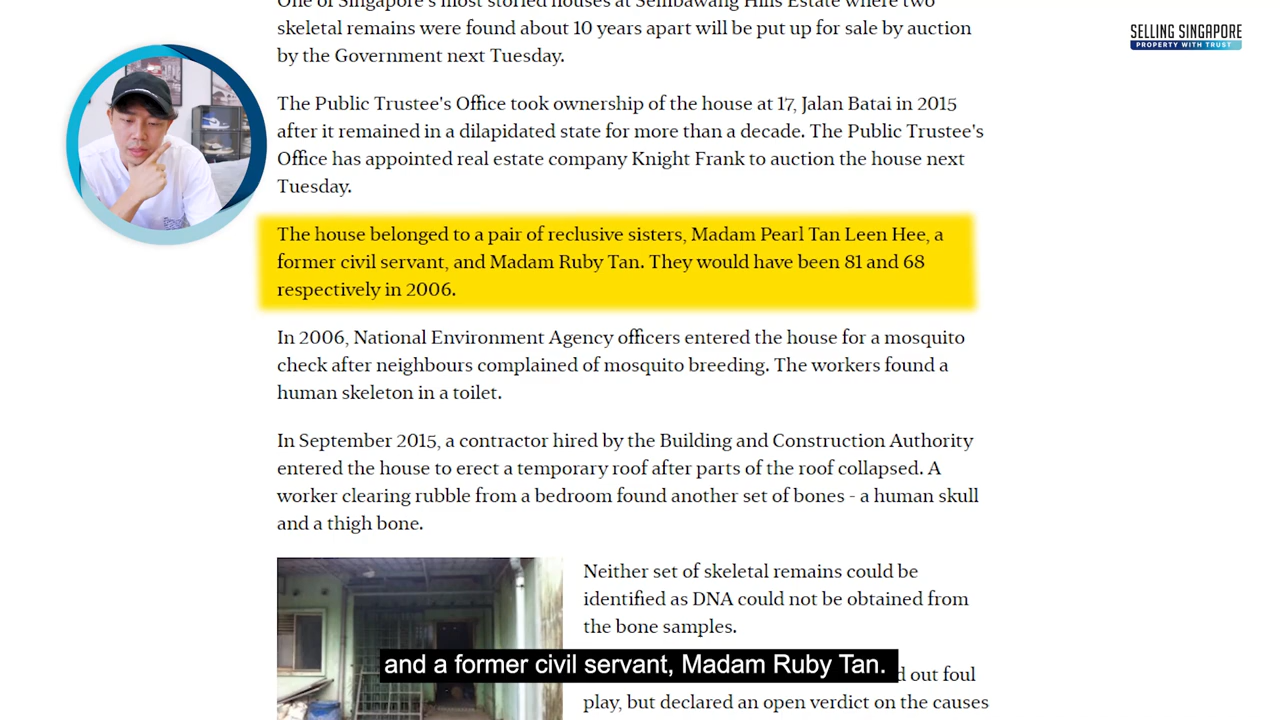 One of Singapore's most storied houses at Sembawang Hills Estate where two
skeletal remains were found about 10 years apart will be put up for sale by auction
by the Government next Tuesday.
SELLING SINGAPORE
PROPERTY WITH TRUST
The Public Trustee's Office took ownership of the house at 17, Jalan Batai in 2015
after it remained in a dilapidated state for more than a decade. The Public Trustee's
Office has appointed real estate company Knight Frank to auction the house next
Tuesday.
The house belonged to a pair of reclusive sisters, Madam Pearl Tan Leen Hee, a
former civil servant, and Madam Ruby Tan. They would have been 81 and 68
respectively in 2006.
In 2006, National Environment Agency officers entered the house for a mosquito
check after neighbours complained of mosquito breeding. The workers found a
human skeleton in a toilet.
In September 2015, a contractor hired by the Building and Construction Authority
entered the house to erect a temporary roof after parts of the roof collapsed. A
worker clearing rubble from a bedroom found another set of bones - a human skull
and a thigh bone.
Neither set of skeletal remains could be
identified as DNA could not be obtained from
the bone samples.
out foul
play, but declared an open verdict on the causes
and a former civil servant, Madam Ruby Tan.